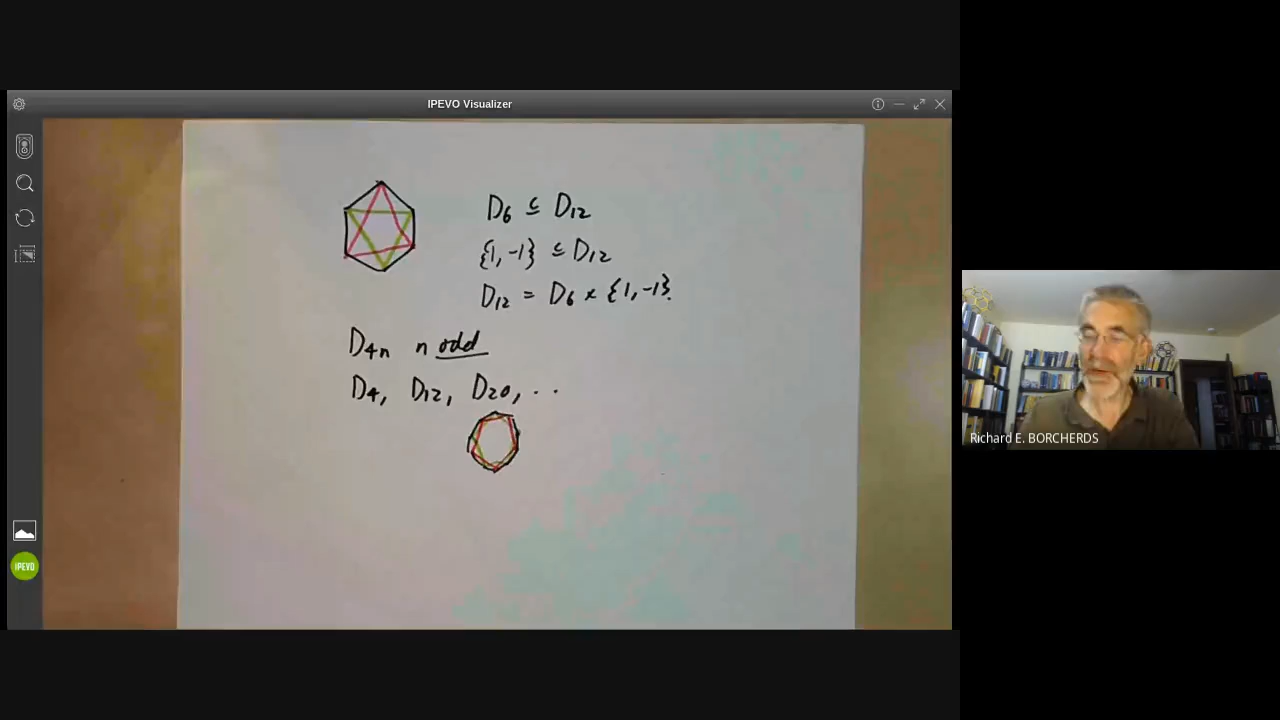 IPEVO Visualizer
D₆ ⊆ D₁₂
{1, -1} ⊆ D₁₂
D₁₂ = D₆ × {1, -1}.
D₄ₙ n odd
D₄, D₁₂, D₂₀, ..
Richard E. BORCHERDS
iPEVO